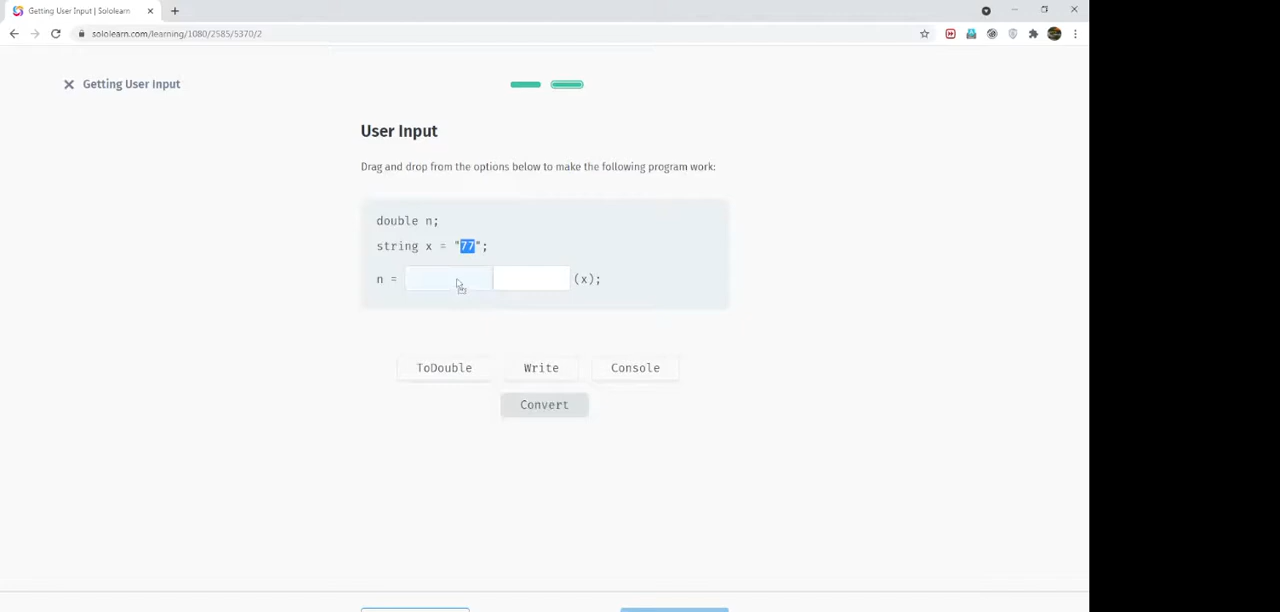 Getting User Input | Sololearn
sololearn.com/learning/1080/2585/5370/2
Getting User Input
User Input
Drag and drop from the options below to make the following program work:
double n;
string x = "77";
n = (x);
ToDouble Write Console
Convert